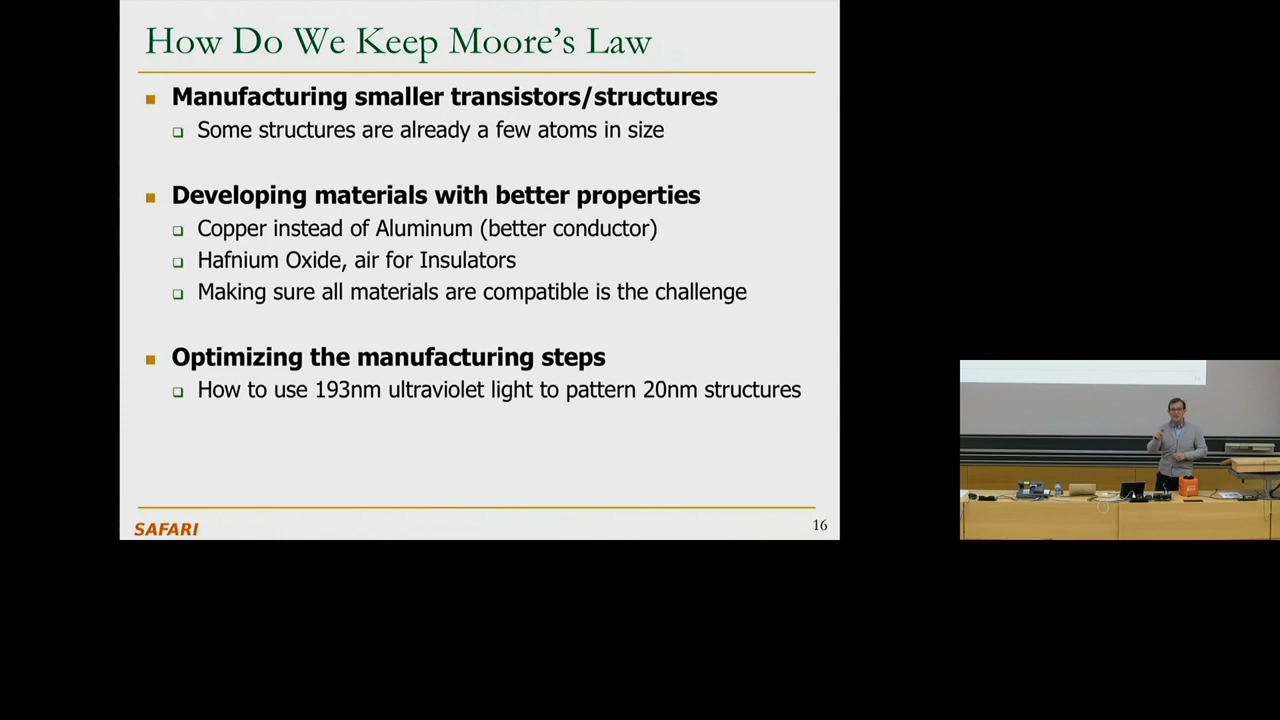 How Do We Keep Moore's Law
Manufacturing smaller transistors/structures
Some structures are already a few atoms in size
Developing materials with better properties
Copper instead of Aluminum (better conductor)
Hafnium Oxide, air for Insulators
Making sure all materials are compatible is the challenge
Optimizing the manufacturing steps
How to use 193nm ultraviolet light to pattern 20nm structures
SAFARI
16